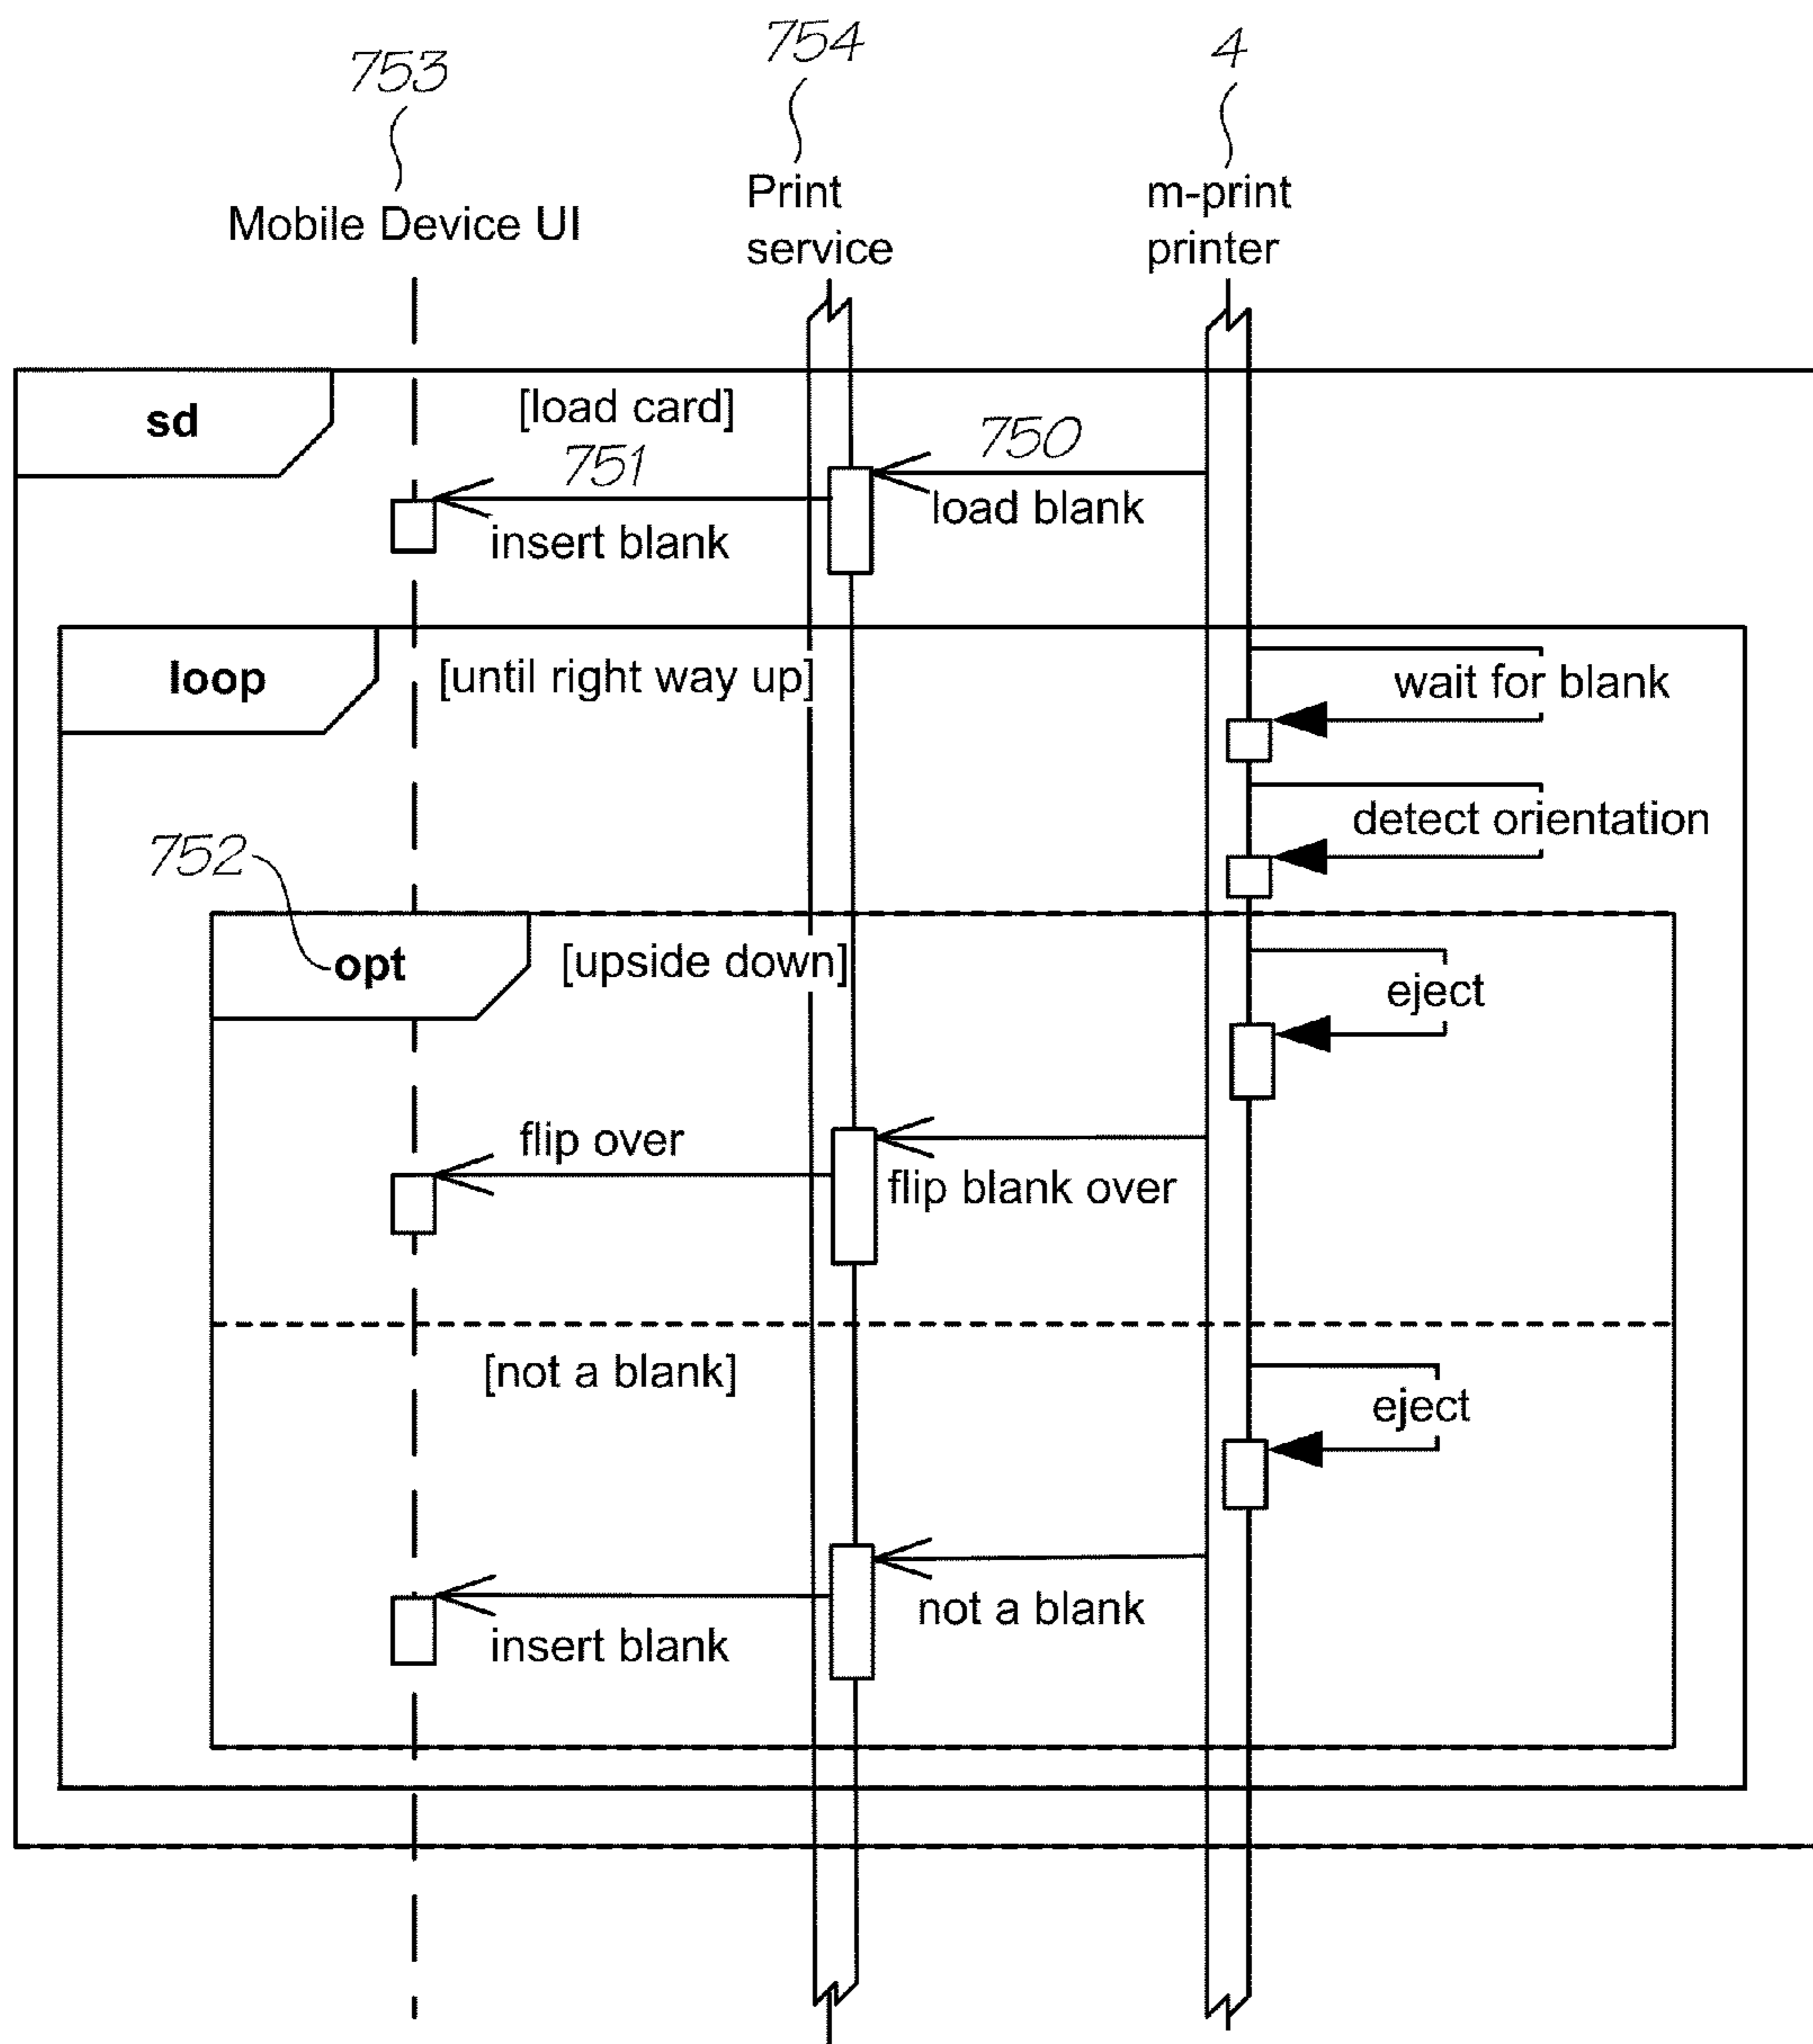 753
754
4
Mobile Device UI
Print
service
m-print
printer
sd
[load card]
751
750
insert blank
load blank
loop
[until right way up]
wait for blank
detect orientation
752
opt
[upside down]
eject
flip over
flip blank over
[not a blank]
eject
not a blank
insert blank